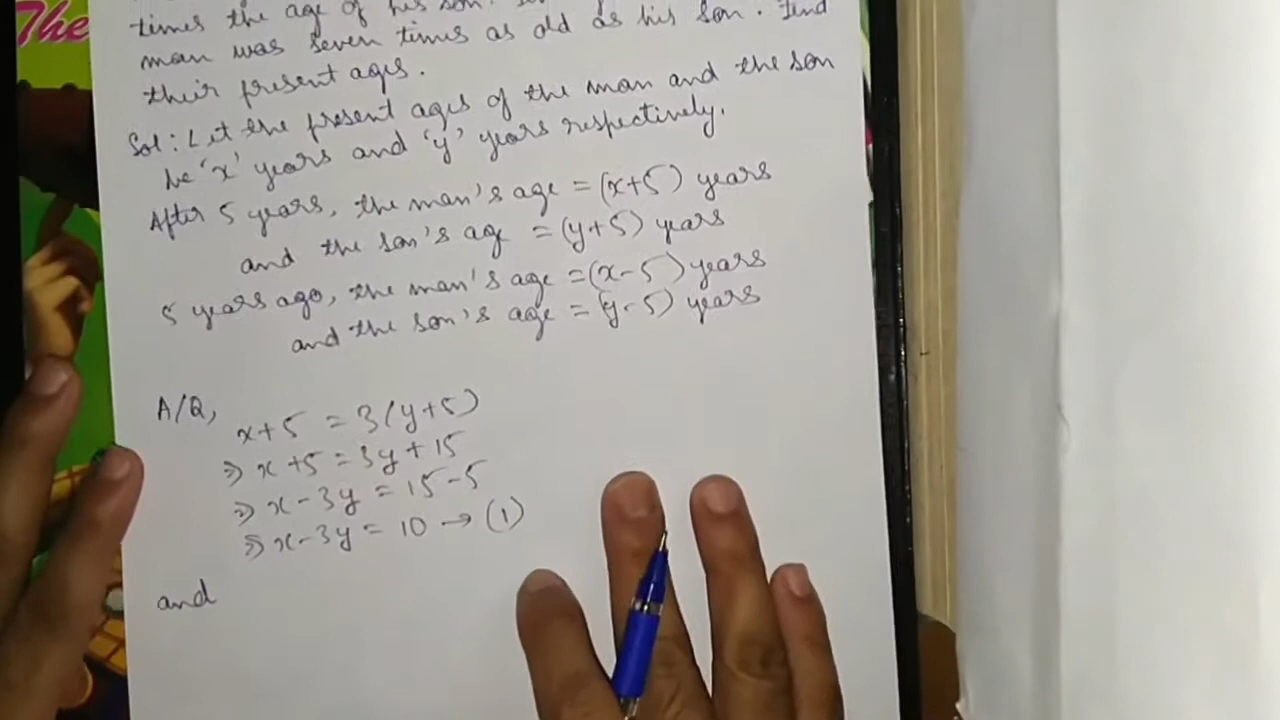 The
times the age of his son.
man was seven times as old as his son. Find
their present ages.
Sol: Let the present ages of the man and the son
be 'x' years and 'y' years respectively.
After 5 years, the man's age = (x+5) years
and the son's age = (y+5) years
5 years ago, the man's age = (x-5) years
and the son's age = (y-5) years
A/Q,
x+5 = 3(y+5)
⇒ x+5 = 3y+15
⇒ x-3y = 15-5
⇒ x-3y = 10 → (1)
and